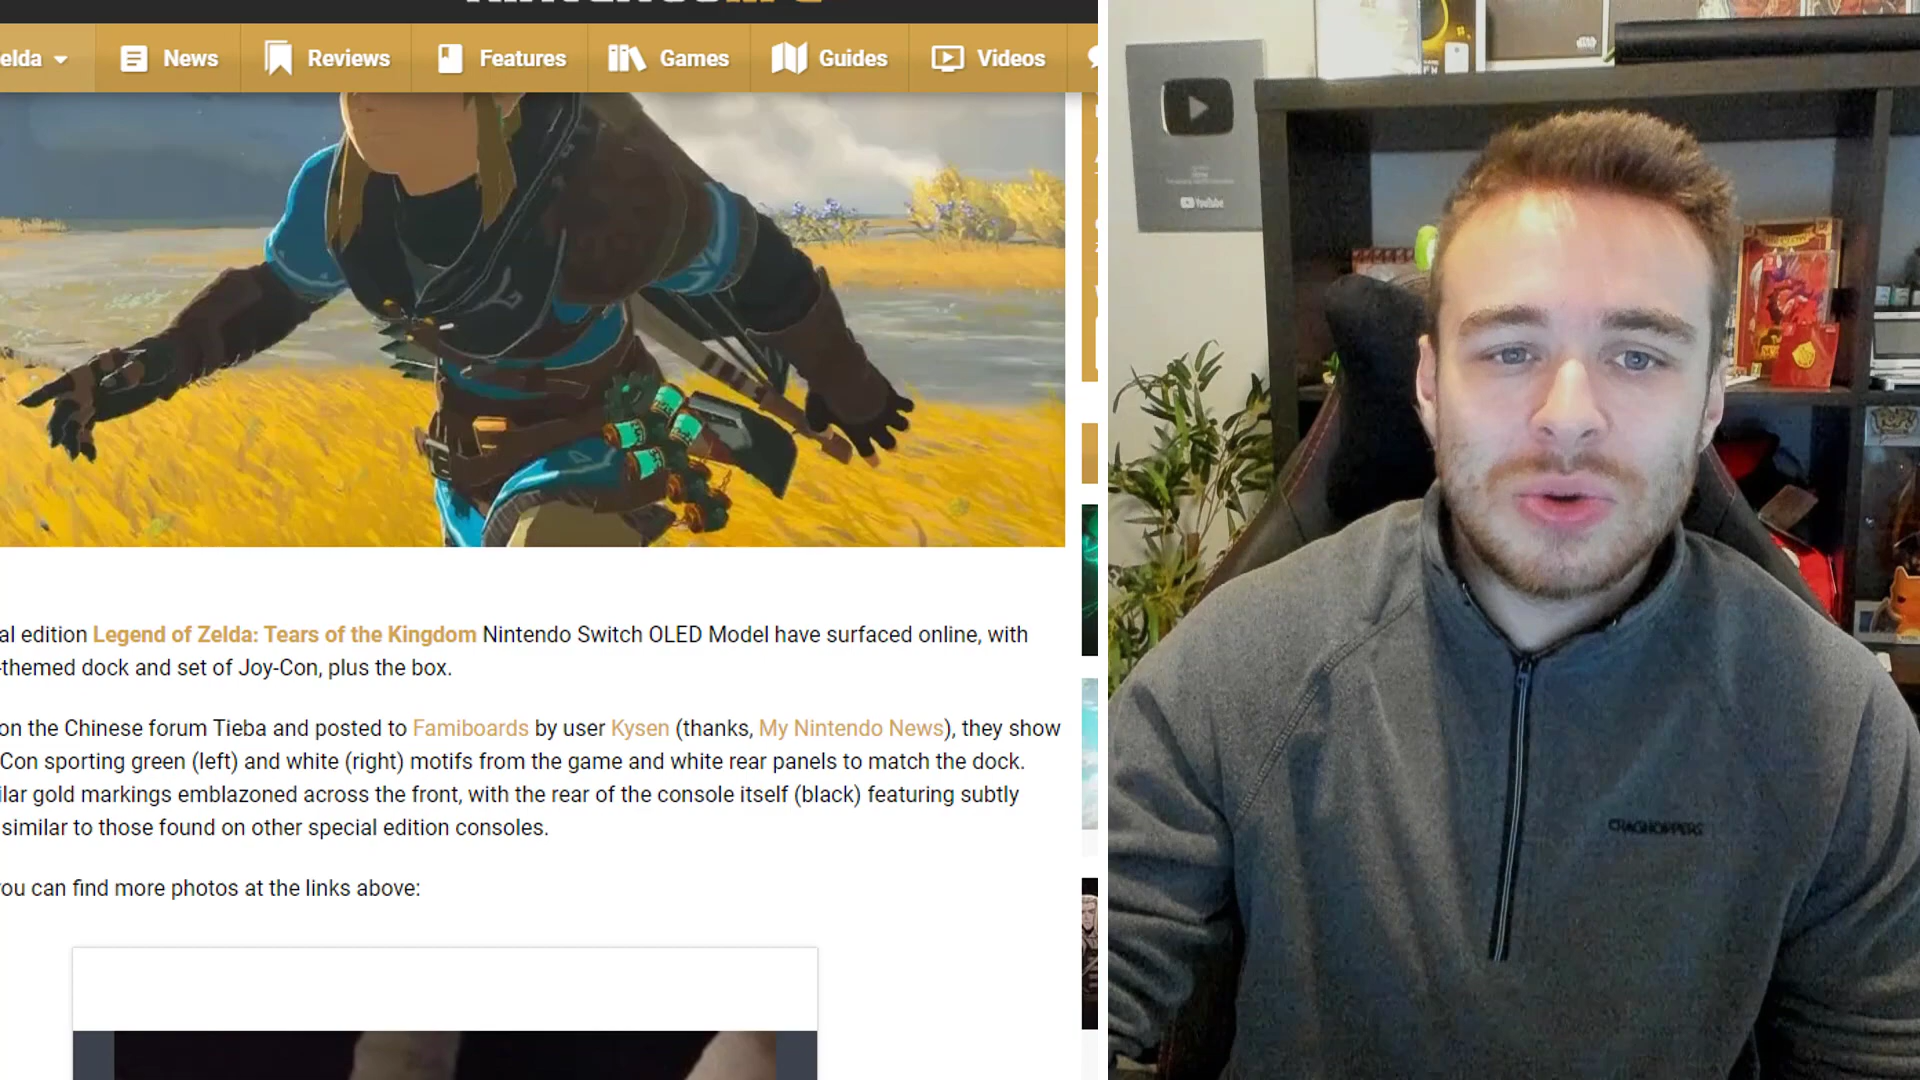 elda
News
Reviews
Features
Games
Guides
Videos
al edition Legend of Zelda: Tears of the Kingdom Nintendo Switch OLED Model have surfaced online, with
-themed dock and set of Joy-Con, plus the box.
on the Chinese forum Tieba and posted to Famiboards by user Kysen (thanks, My Nintendo News), they show
Con sporting green (left) and white (right) motifs from the game and white rear panels to match the dock.
ilar gold markings emblazoned across the front, with the rear of the console itself (black) featuring subtly
similar to those found on other special edition consoles.
ou can find more photos at the links above:
YouTube
CRAGHOPPERS